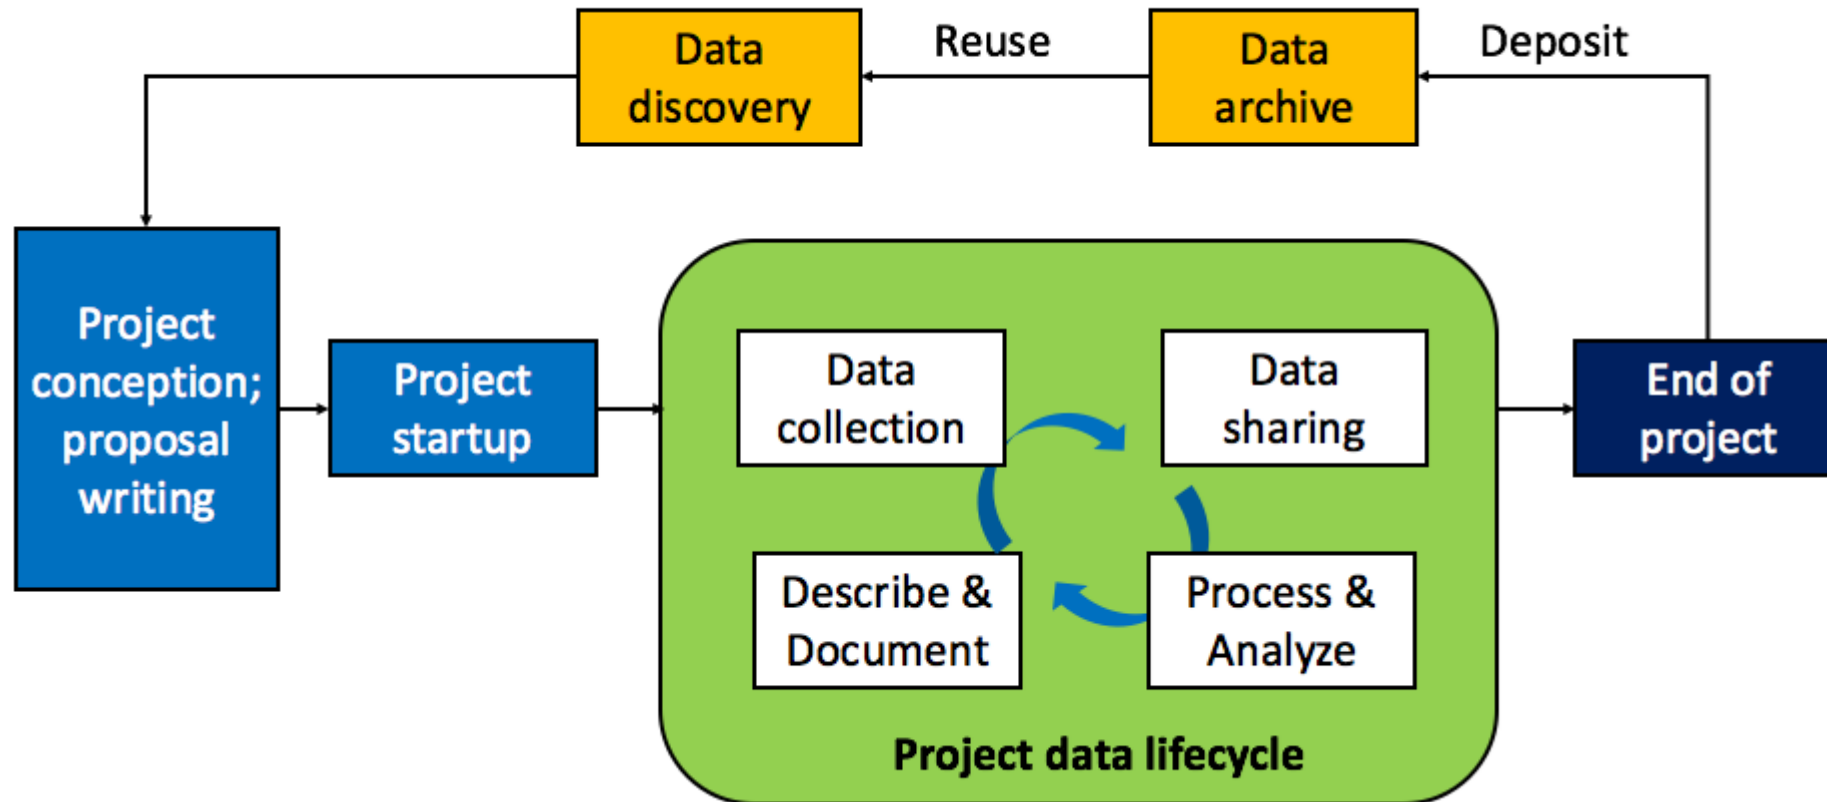 Data
discovery
Reuse
Data
archive
Deposit
Project
conception;
proposal
writing
Project
startup
Data
collection
Data
sharing
Describe &
Document
Process &
Analyze
Project data lifecycle
End of
project